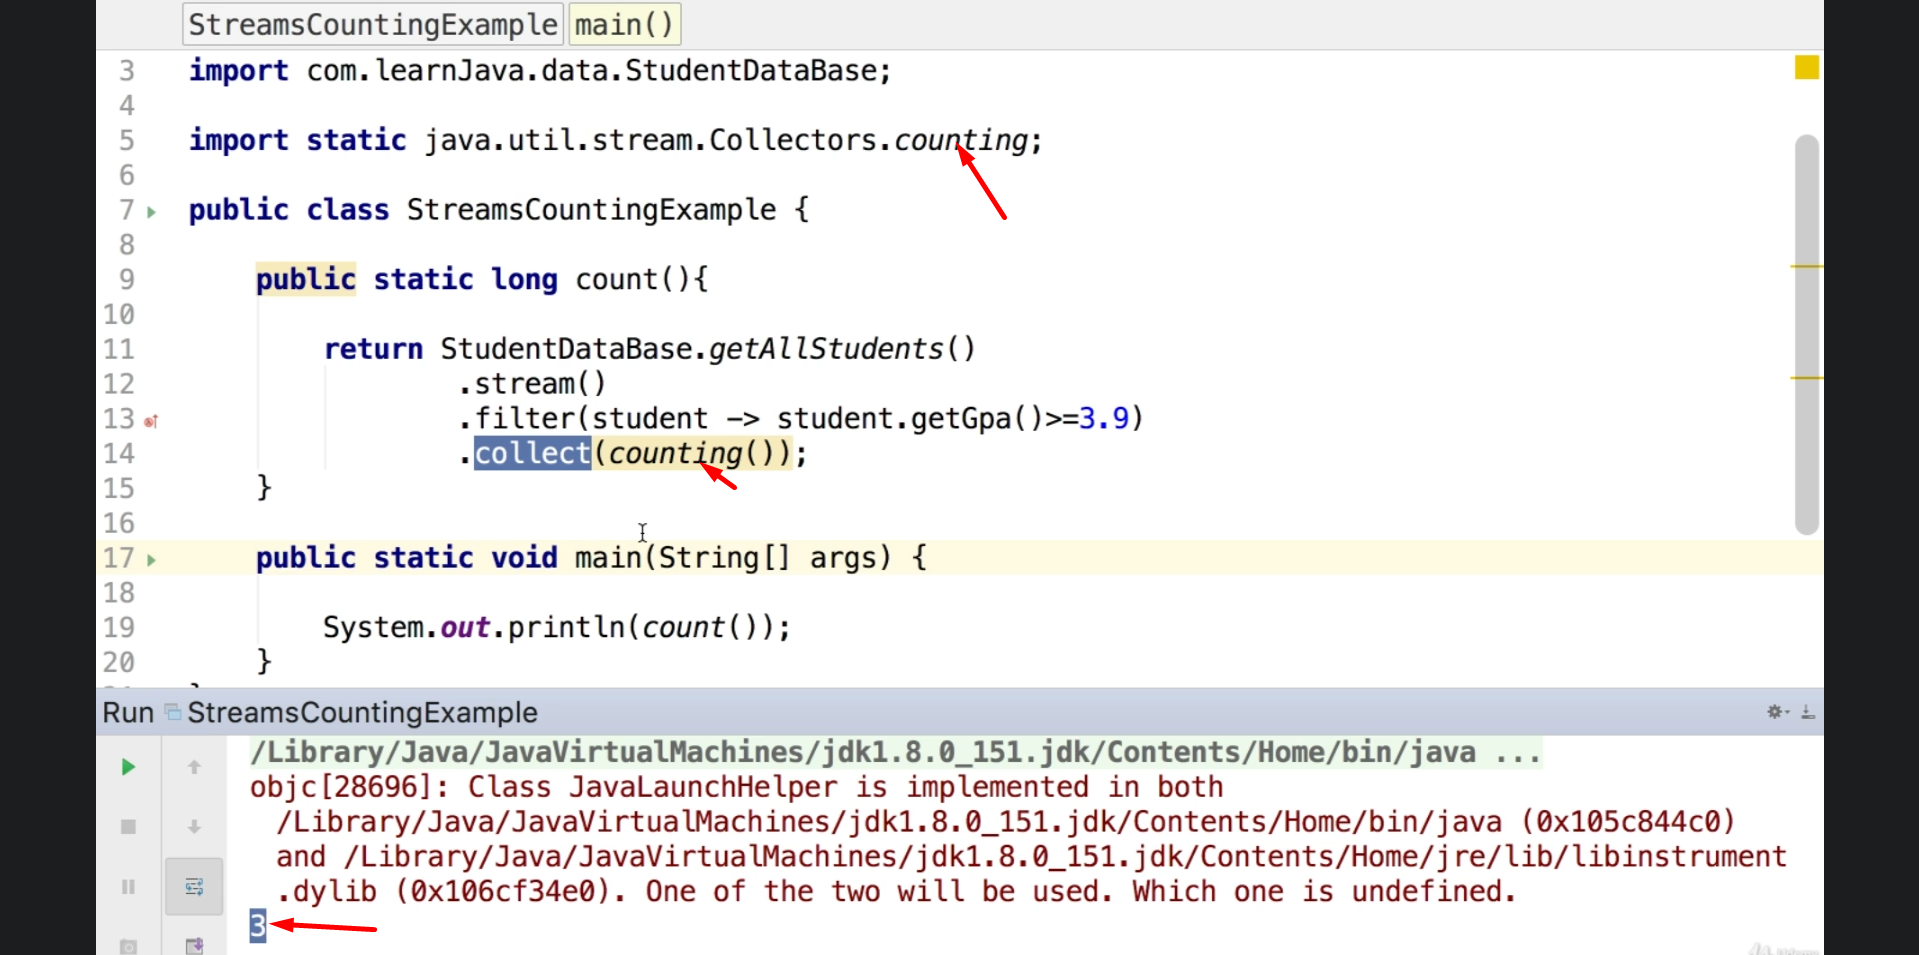 StreamsCountingExample main()
3 import com.learnJava.data.StudentDataBase;
4
5 import static java.util.stream.Collectors.counting;
6
7 public class StreamsCountingExample {
8
9 public static long count(){
10
11 return StudentDataBase.getAllStudents()
12 .stream()
13 .filter(student -> student.getGpa()>=3.9)
14 .collect(counting());
15 }
16
17 public static void main(String[] args) {
18
19 System.out.println(count());
20 }
Run StreamsCountingExample
/Library/Java/JavaVirtualMachines/jdk1.8.0_151.jdk/Contents/Home/bin/java ...
objc[28696]: Class JavaLaunchHelper is implemented in both
/Library/Java/JavaVirtualMachines/jdk1.8.0_151.jdk/Contents/Home/bin/java (0x105c844c0)
and /Library/Java/JavaVirtualMachines/jdk1.8.0_151.jdk/Contents/Home/jre/lib/libinstrument
.dylib (0x106cf34e0). One of the two will be used. Which one is undefined.
3